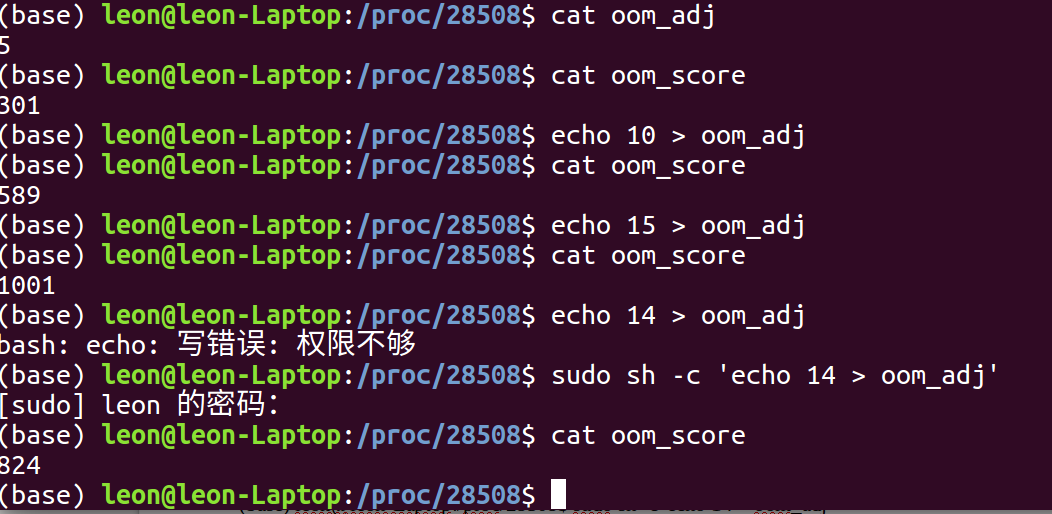 (base) leon@leon-Laptop:/proc/28508$ cat oom_adj
5
(base) leon@leon-Laptop:/proc/28508$ cat oom_score
301
(base) leon@leon-Laptop:/proc/28508$ echo 10 > oom_adj
(base) leon@leon-Laptop:/proc/28508$ cat oom_score
589
(base) leon@leon-Laptop:/proc/28508$ echo 15 > oom_adj
(base) leon@leon-Laptop:/proc/28508$ cat oom_score
1001
(base) leon@leon-Laptop:/proc/28508$ echo 14 > oom_adj
bash: echo: 写错误: 权限不够
(base) leon@leon-Laptop:/proc/28508$ sudo sh -c 'echo 14 > oom_adj'
[sudo] leon 的密码:
(base) leon@leon-Laptop:/proc/28508$ cat oom_score
824
(base) leon@leon-Laptop:/proc/28508$